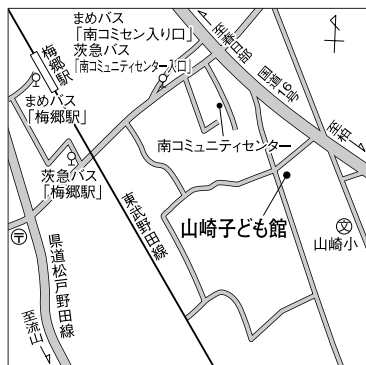 まめバス
「南コミセン入り口」
茨急バス
「南コミュニティセンター入口」
梅郷駅
至春日部
国道16号
至柏
まめバス
「梅郷駅」
南コミュニティセンター
茨急バス
「梅郷駅」
東武野田線
山崎子ども館
文
山崎小
〒
県道松戸野田線
至流山